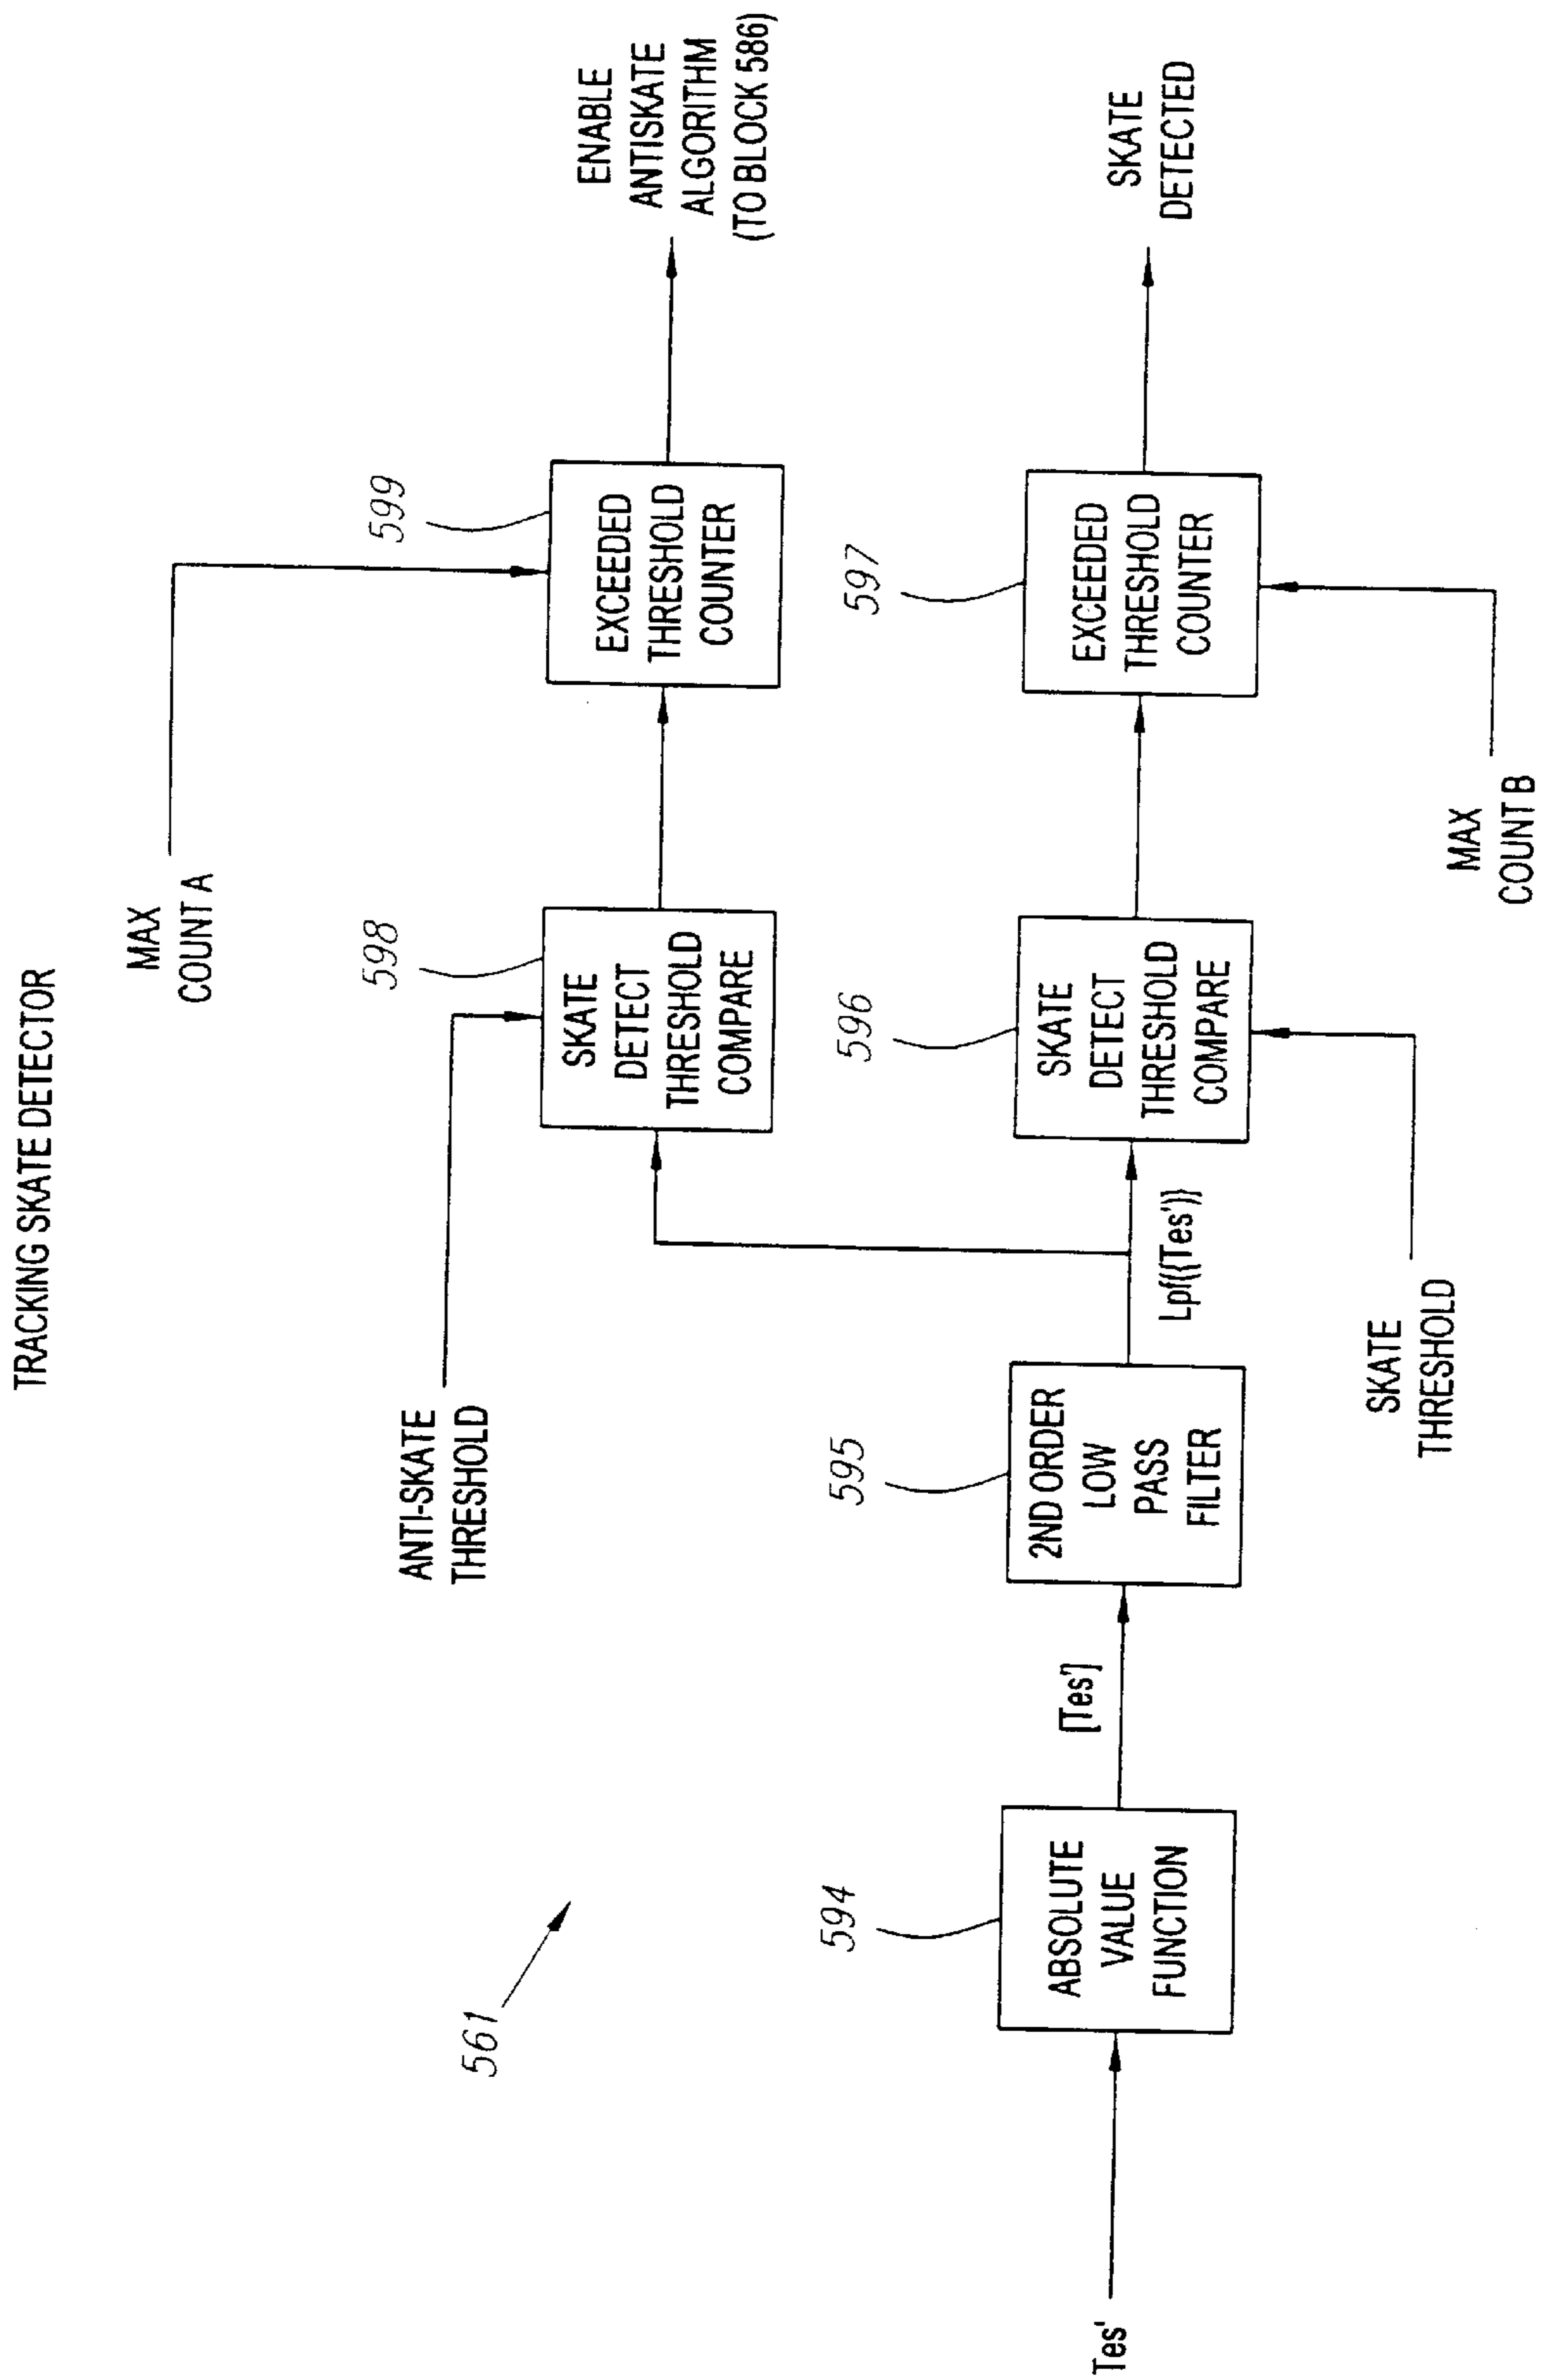 TRACKING SKATE DETECTOR
MAX
COUNT A
ANTI-SKATE
THRESHOLD
598
SKATE
DETECT
THRESHOLD
COMPARE
599
EXCEEDED
THRESHOLD
COUNTER
ENABLE
ANTISKATE
ALGORITHM
(TO BLOCK 586)
561
Tes'
594
ABSOLUTE
VALUE
FUNCTION
[Tes']
595
2ND ORDER
LOW
PASS
FILTER
Lpf({Tes'))
596
SKATE
DETECT
THRESHOLD
COMPARE
597
EXCEEDED
THRESHOLD
COUNTER
SKATE
DETECTED
SKATE
THRESHOLD
MAX
COUNT B